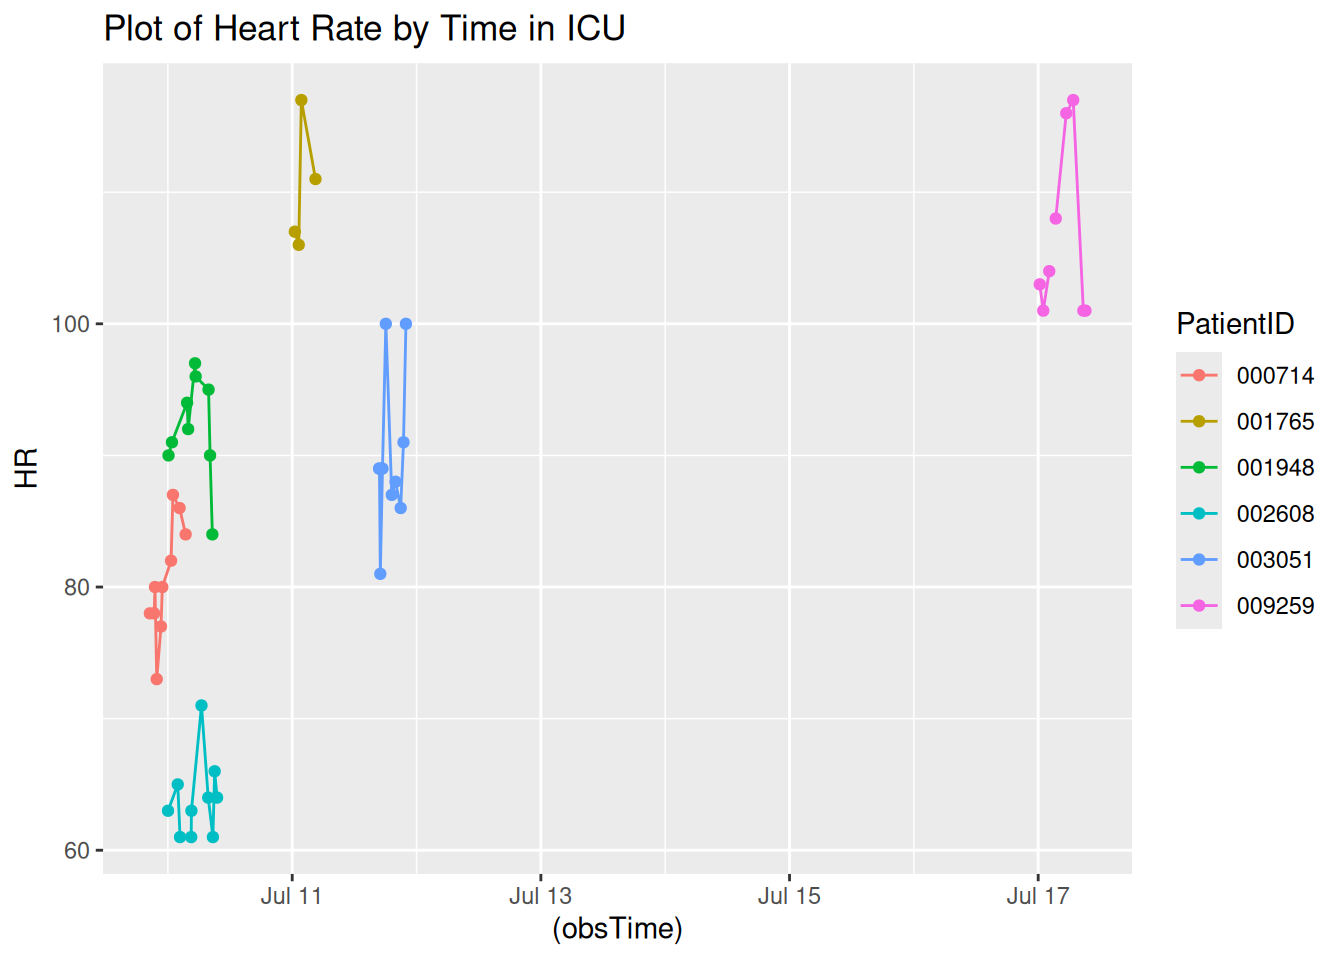 Plot of Heart Rate by Time in ICU
HR
100
80
60
Jul 11
Jul 13
Jul 15
Jul 17
(obsTime)
PatientID
000714
001765
001948
002608
003051
009259